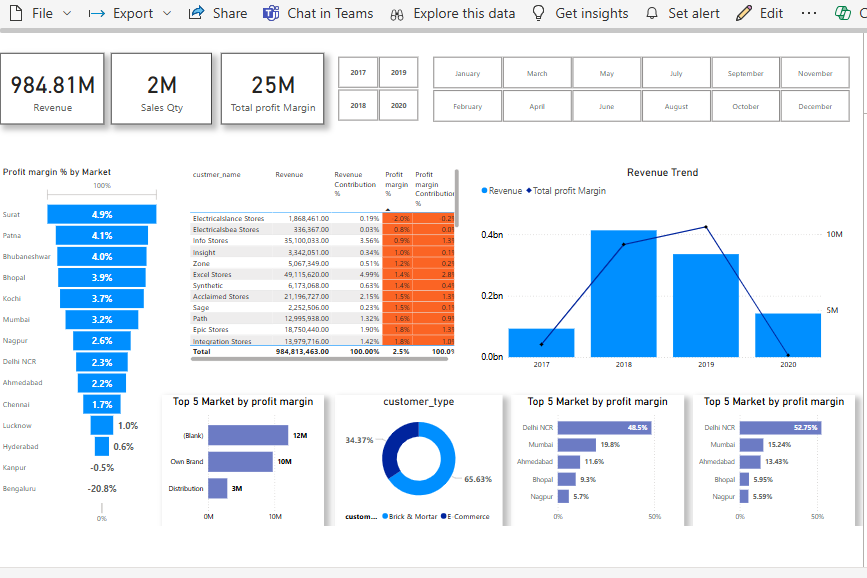 File Export Share Chat in Teams Explore this data Get insights Set alert Edit ...
984.81M
Revenue
2M
Sales Qty
25M
Total profit Margin
2017 2019
2018 2020
January March May July September November
February April June August October December
Profit margin % by Market
100%
Surat 4.9%
Patna 4.1%
Bhubaneshwar 4.0%
Bhopal 3.9%
Kochi 3.7%
Mumbai 3.2%
Nagpur 2.6%
Delhi NCR 2.3%
Ahmedabad 2.2%
Chennai 1.7%
Lucknow 1.0%
Hyderabad 0.6%
Kanpur -0.5%
Bengaluru -20.8%
0%
custmer_name Revenue Revenue Contribution % Profit margin % Profit margin Contribution %
Electricalslance Stores 1,868,461.00 0.19% 2.0% 0.2
Electricalsbea Stores 336,367.00 0.03% 0.8% 0.0
Info Stores 35,100,033.00 3.56% 0.9% 1.3
Insight 3,342,051.00 0.34% 1.0% 0.1
Zone 5,067,349.00 0.51% 1.2% 0.2
Excel Stores 49,115,620.00 4.99% 1.4% 2.8
Synthetic 6,173,068.00 0.63% 1.4% 0.4
Acclaimed Stores 21,196,727.00 2.15% 1.5% 1.3
Sage 2,252,506.00 0.23% 1.5% 0.1
Path 12,995,938.00 1.32% 1.6% 0.9
Epic Stores 18,750,440.00 1.90% 1.8% 1.3
Integration Stores 13,979,716.00 1.42% 1.8% 1.0
Total 984,813,463.00 100.00% 2.5% 100.0
Revenue Trend
Revenue Total profit Margin
0.4bn 10M
0.2bn 5M
0.0bn
2017 2018 2019 2020
Top 5 Market by profit margin
(Blank) 12M
Own Brand 10M
Distribution 3M
0M 10M
customer_type
34.37%
65.63%
custom... Brick & Mortar E-Commerce
Top 5 Market by profit margin
Delhi NCR 48.5%
Mumbai 19.8%
Ahmedabad 11.6%
Bhopal 9.3%
Nagpur 5.7%
0% 50%
Top 5 Market by profit margin
Delhi NCR 52.75%
Mumbai 15.24%
Ahmedabad 13.43%
Bhopal 5.95%
Nagpur 5.59%
0% 50%